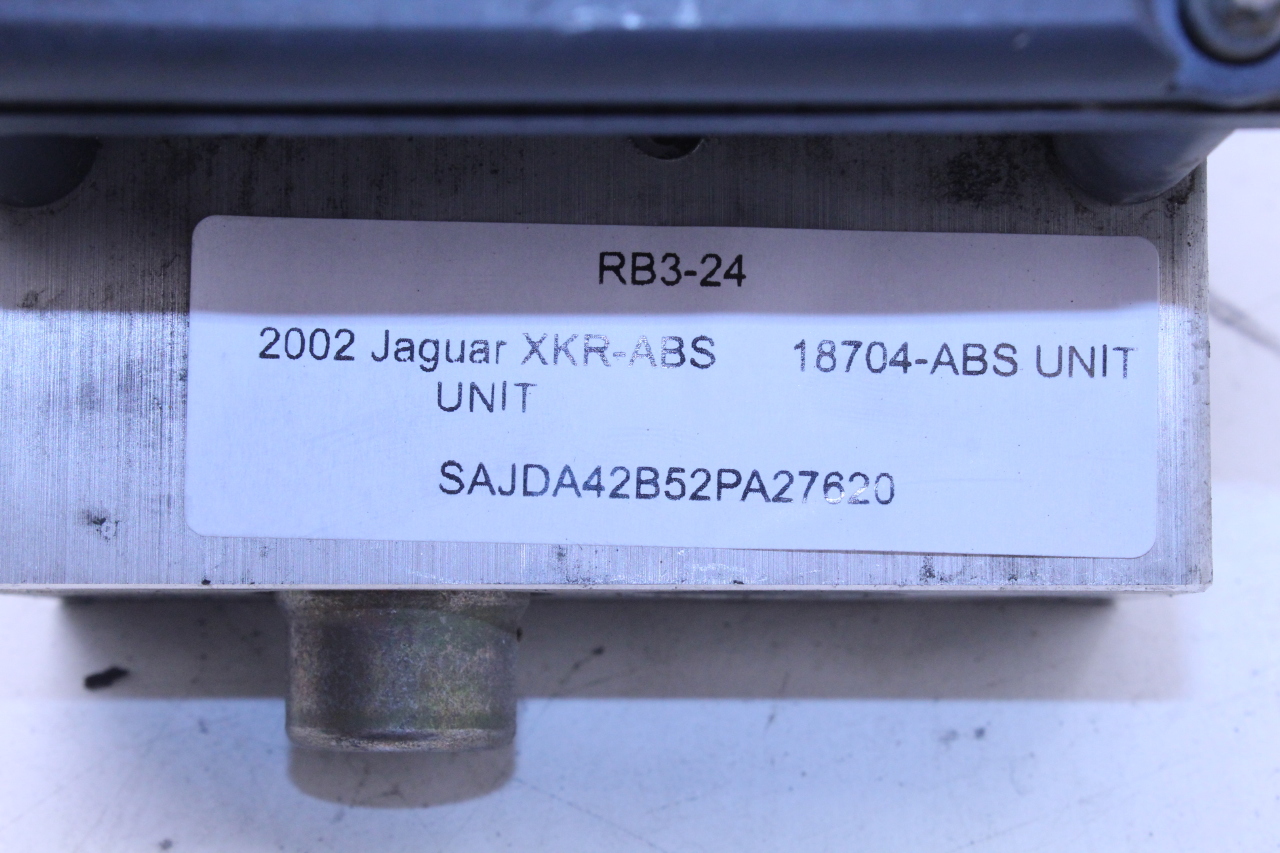 RB3-24
2002 Jaguar XKR-ABS UNIT
18704-ABS UNIT
SAJDA42B52PA27620